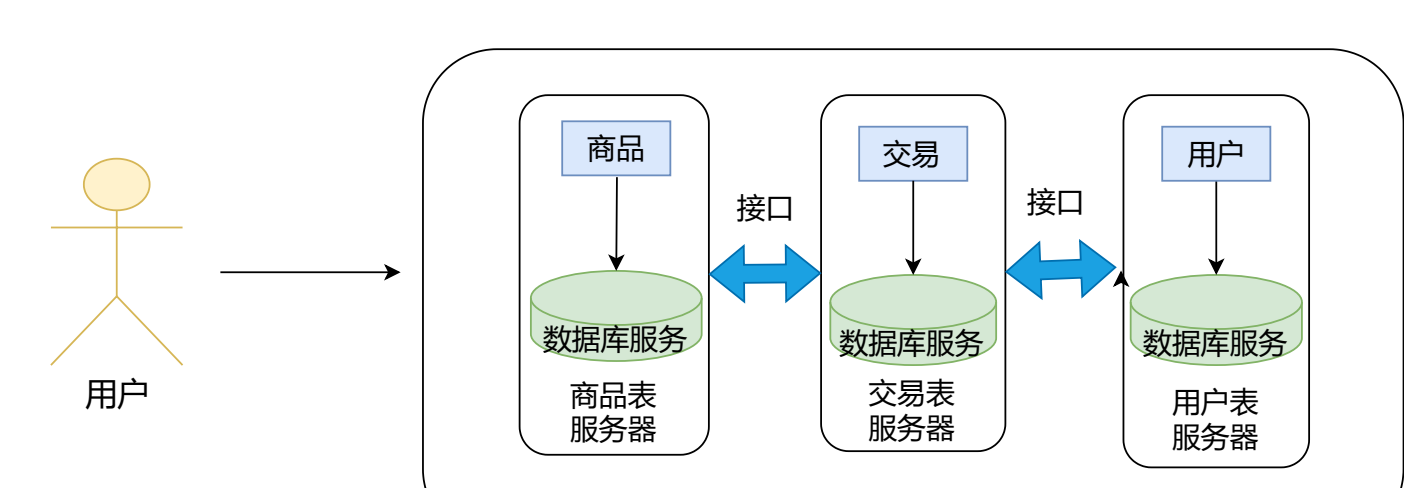 商品
交易
用户
接口
接口
数据库服务
数据库服务
数据库服务
用户
商品表
服务器
交易表
服务器
用户表
服务器